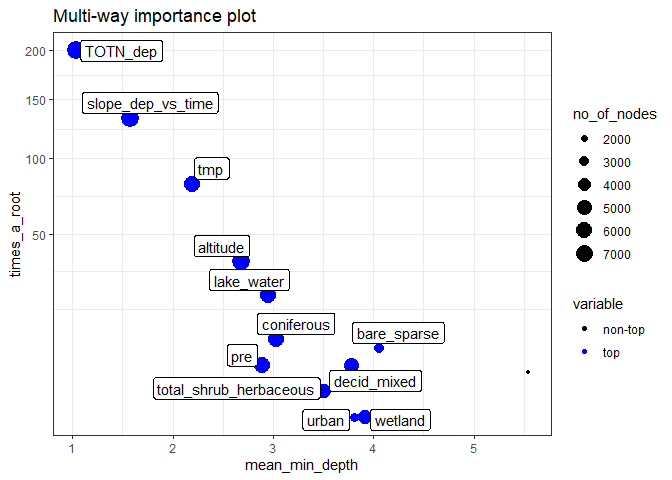 Multi-way importance plot
200
150
100
50
times_a_root
TOTN_dep
slope_dep_vs_time
tmp
altitude
lake_water
coniferous
bare_sparse
pre
decid_mixed
total_shrub_herbaceous
urban
wetland
1 2 3 4 5
mean_min_depth
no_of_nodes
2000
3000
4000
5000
6000
7000
variable
non-top
top